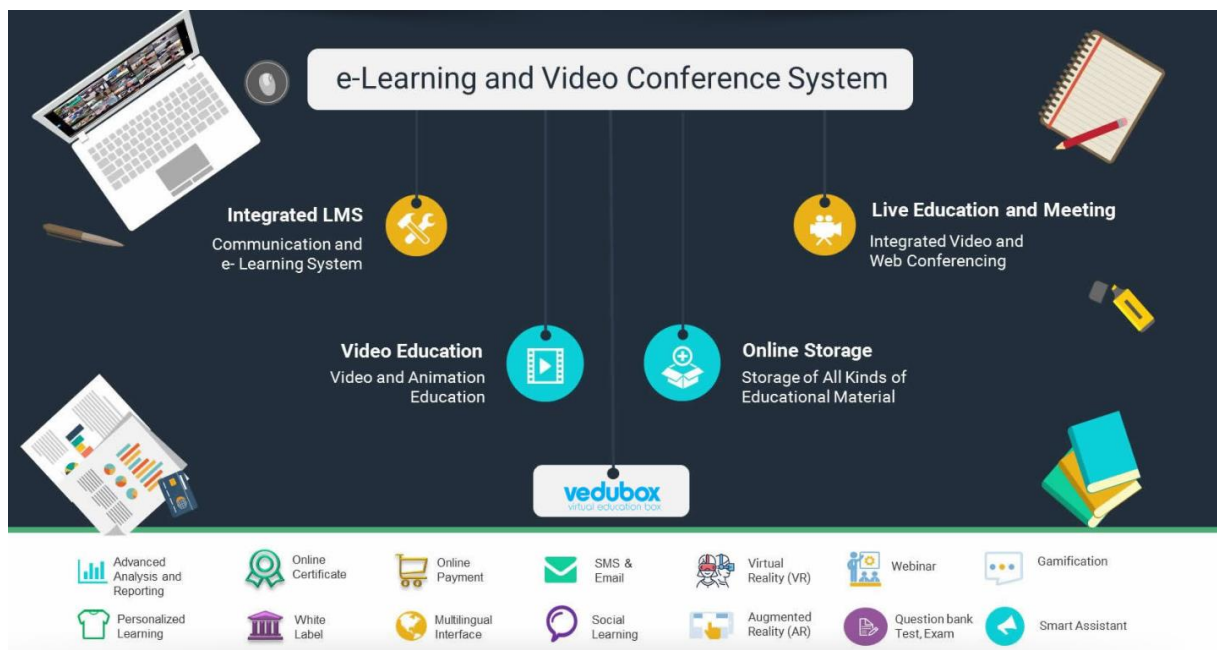 e-Learning and Video Conference System
Integrated LMS
Communication and
e- Learning System
Live Education and Meeting
Integrated Video and
Web Conferencing
Video Education
Video and Animation
Education
Online Storage
Storage of All Kinds of
Educational Material
vedubox
virtual education box
Advanced
Analysis and
Reporting
Online
Certificate
Online
Payment
SMS &
Email
Virtual
Reality (VR)
Webinar
Gamification
Personalized
Learning
White
Label
Multilingual
Interface
Social
Learning
Augmented
Reality (AR)
Question bank
Test, Exam
Smart Assistant